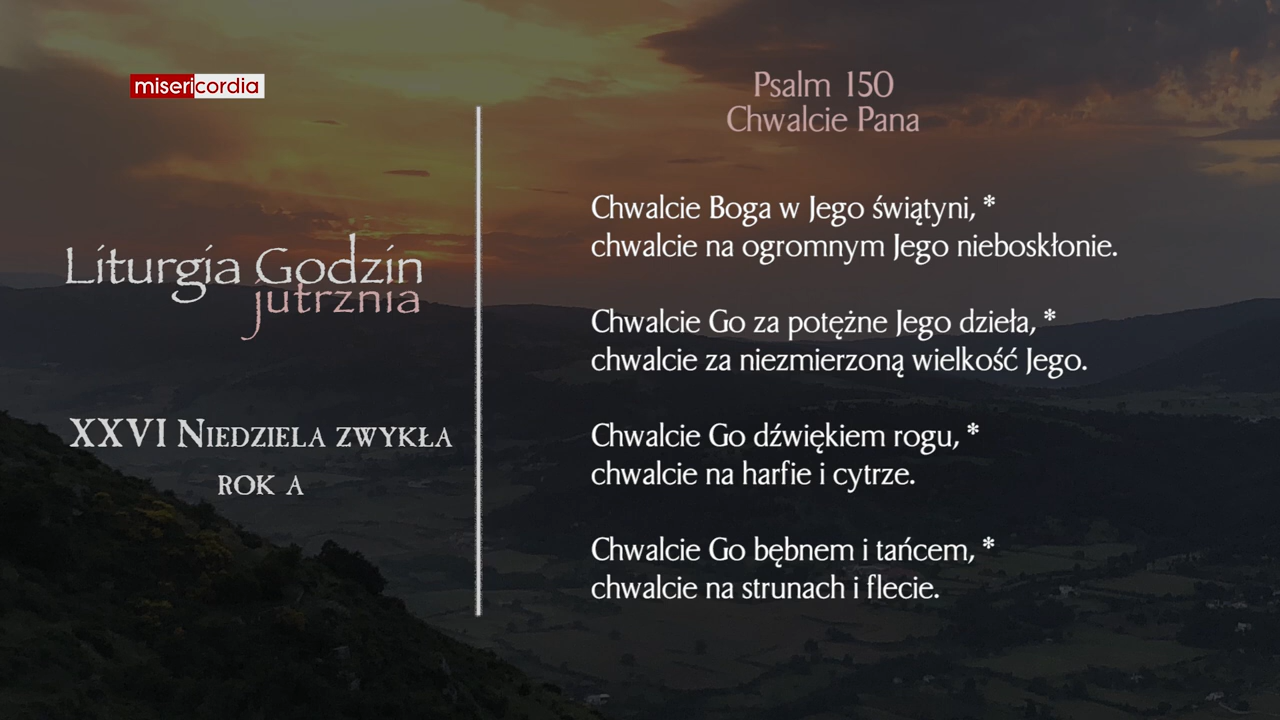 misericordia
Liturgia Godzin
jutrznia
XXVI Niedziela zwykła
rok A
Psalm 150
Chwalcie Pana
Chwalcie Boga w Jego świątyni, *
chwalcie na ogromnym Jego nieboskłonie.
Chwalcie Go za potężne Jego dzieła, *
chwalcie za niezmierzoną wielkość Jego.
Chwalcie Go dźwiękiem rogu, *
chwalcie na harfie i cytrze.
Chwalcie Go bębnem i tańcem, *
chwalcie na strunach i flecie.